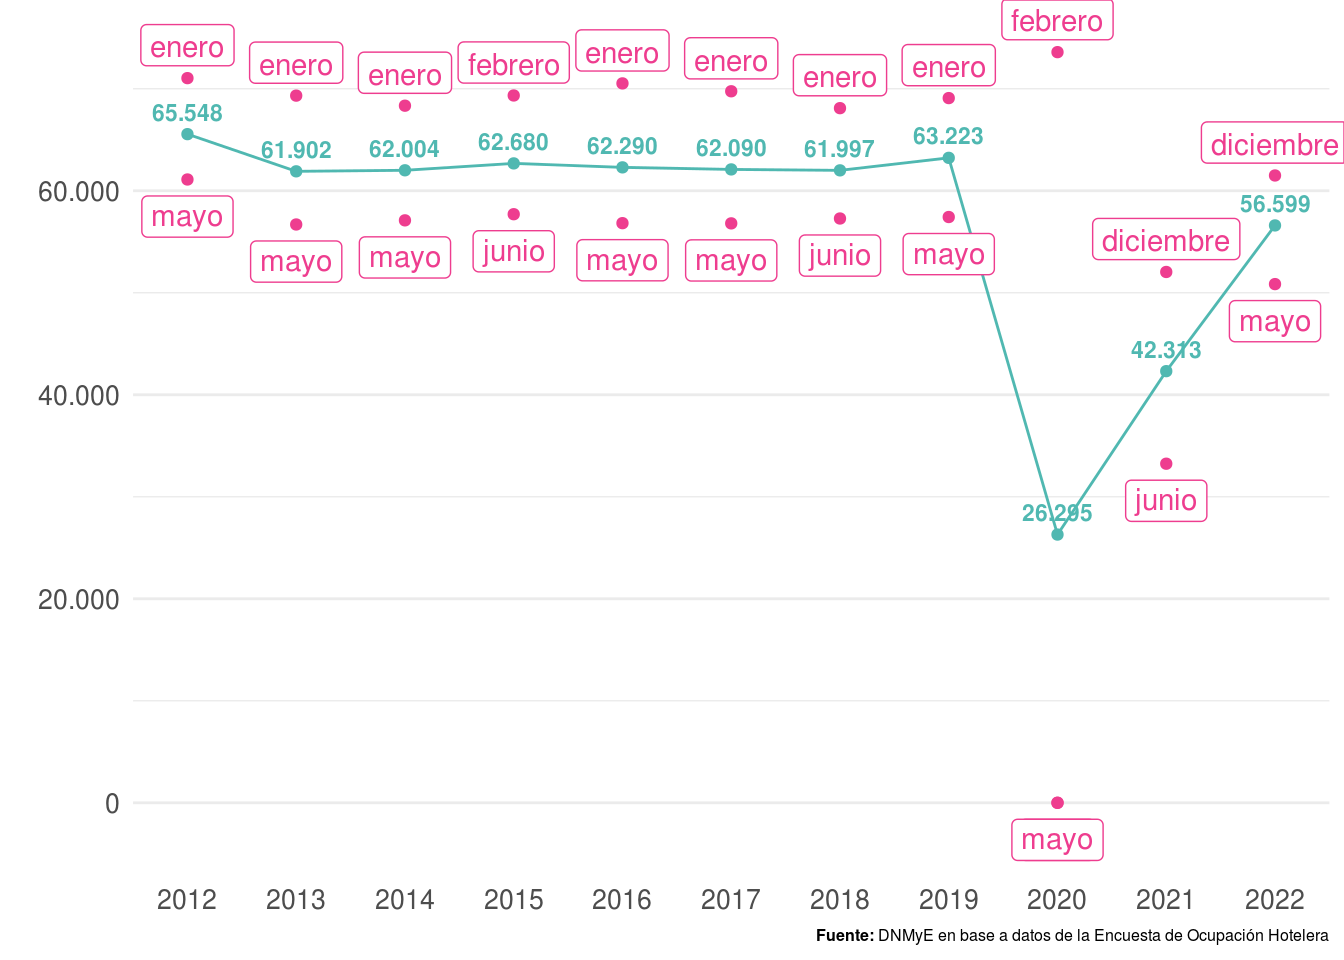 febrero
enero
enero
enero
febrero
enero
enero
enero
enero
65.548
61.902
62.004
62.680
62.290
62.090
61.997
63.223
diciembre
60.000
mayo
mayo
mayo
junio
mayo
mayo
junio
mayo
diciembre
56.599
mayo
42.313
40.000
junio
26.295
20.000
0
mayo
2012 2013 2014 2015 2016 2017 2018 2019 2020 2021 2022
Fuente: DNMyE en base a datos de la Encuesta de Ocupación Hotelera